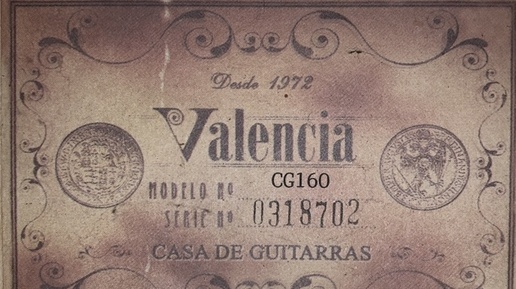 Desde 1972
Valencia
MODELO Nº CG160
SERIE Nº 0318702
CASA DE GUITARRAS